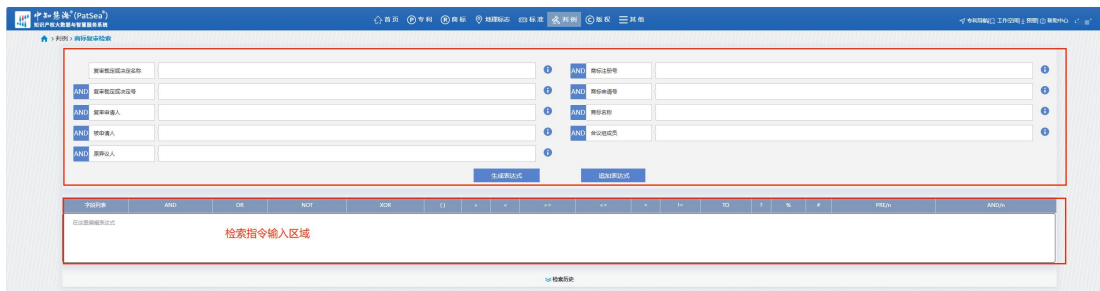 中知慧海®(PatSea®)
知识产权大数据与智慧服务系统
首页 专利 商标 地理标志 标准 判例 版权 其他
专利导航 工作空间 预警 帮助中心
> 判例 > 商标复审检索
复审裁定或决定名称
AND 商标注册号
AND 复审裁定或决定号
AND 商标申请号
AND 复审申请人
AND 商标名称
AND 被申请人
AND 合议组成员
AND 原异议人
生成表达式 追加表达式
字段列表 AND OR NOT XOR () > < >= <= = != TO ? % # PRE/n AND/n
在这里编辑表达式
检索指令输入区域
检索历史